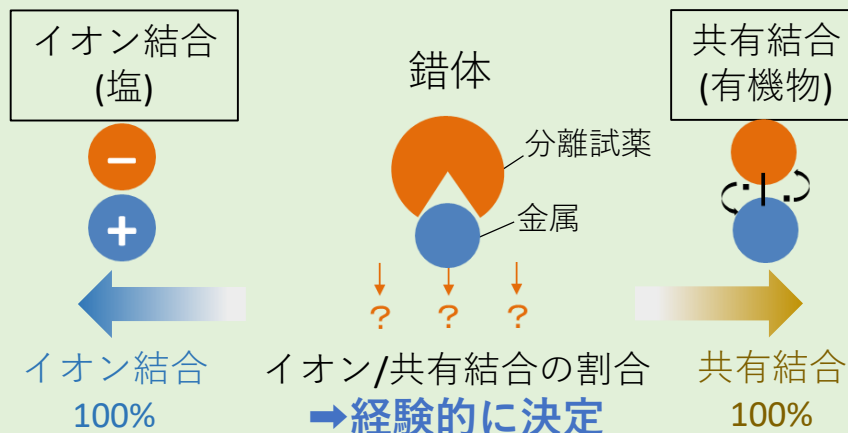 イオン結合
(塩)
錯体
共有結合
(有機物)
分離試薬
金属
−
+
? ? ?
イオン結合
100%
イオン/共有結合の割合
➡経験的に決定
共有結合
100%